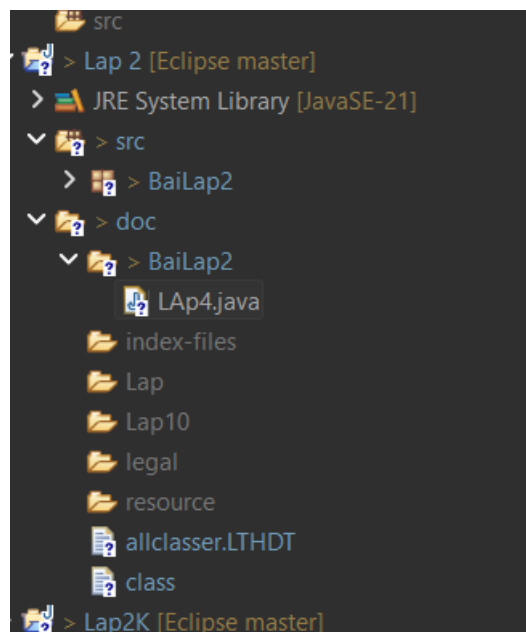 src
> Lap 2 [Eclipse master]
JRE System Library [JavaSE-21]
> src
> BaiLap2
> doc
> BaiLap2
LAp4.java
index-files
Lap
Lap10
legal
resource
allclasser.LTHDT
class
> Lap2K [Eclipse master]